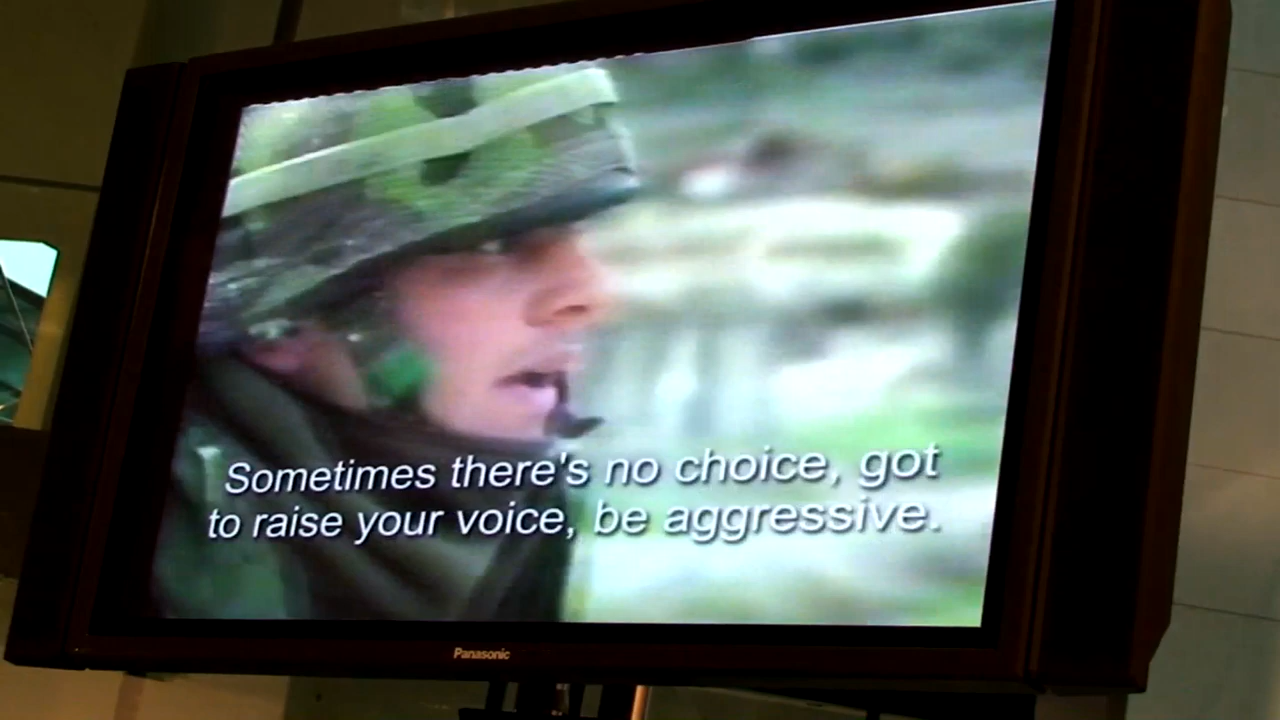 Sometimes there's no choice, got
to raise your voice, be aggressive.
Panasonic